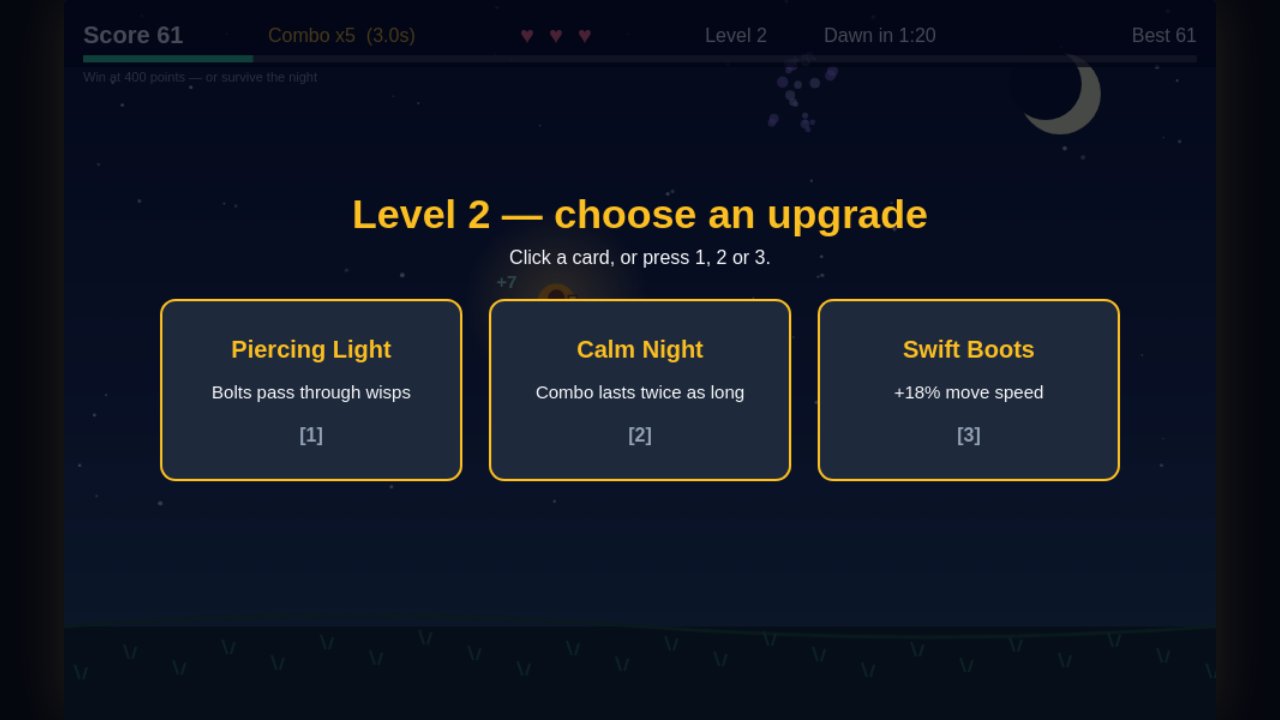 Score 61 Combo x5 (3.0s) ♥ ♥ ♥ Level 2 Dawn in 1:20 Best 61
Win at 400 points — or survive the night
Level 2 — choose an upgrade
Click a card, or press 1, 2 or 3.
+7
Piercing Light
Bolts pass through wisps
[1]
Calm Night
Combo lasts twice as long
[2]
Swift Boots
+18% move speed
[3]